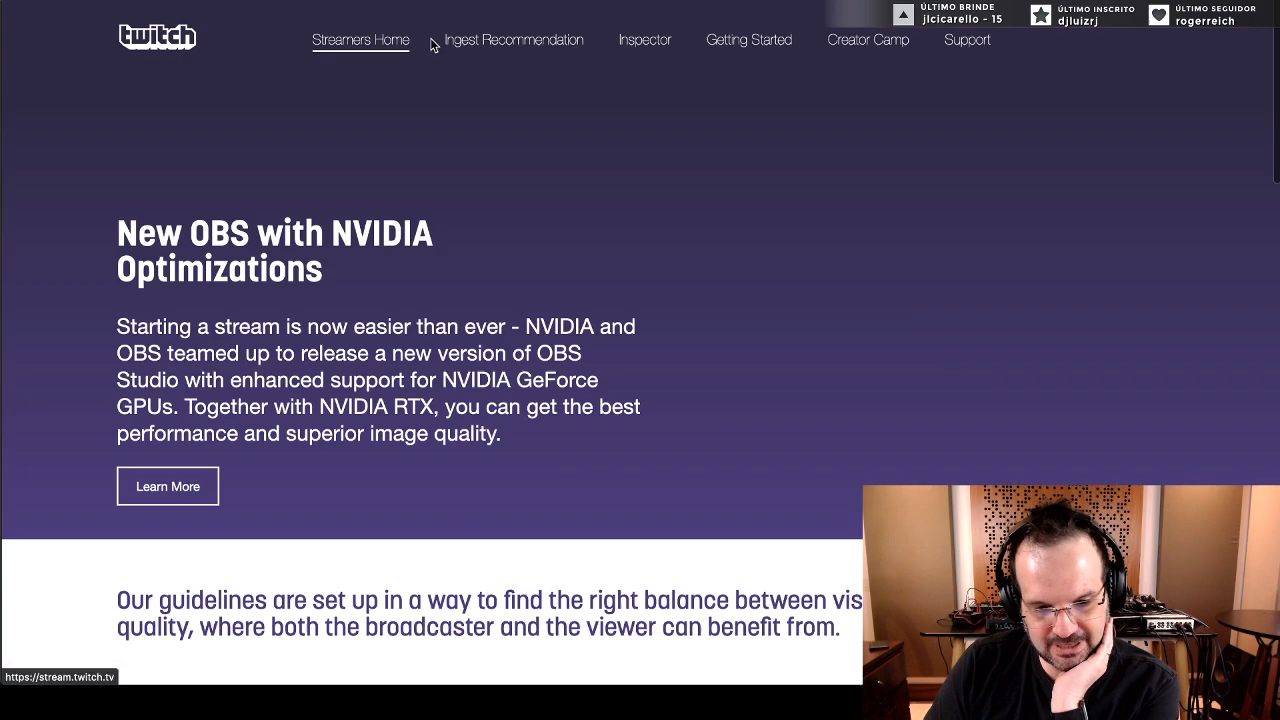 ÚLTIMO BRINDE
jlcicarello - 15
ÚLTIMO INSCRITO
djluizrj
ÚLTIMO SEGUIDOR
rogerreich
twitch
Streamers Home
Ingest Recommendation
Inspector
Getting Started
Creator Camp
Support
New OBS with NVIDIA
Optimizations
Starting a stream is now easier than ever - NVIDIA and
OBS teamed up to release a new version of OBS
Studio with enhanced support for NVIDIA GeForce
GPUs. Together with NVIDIA RTX, you can get the best
performance and superior image quality.
Learn More
Our guidelines are set up in a way to find the right balance between vis
quality, where both the broadcaster and the viewer can benefit from.
https://stream.twitch.tv